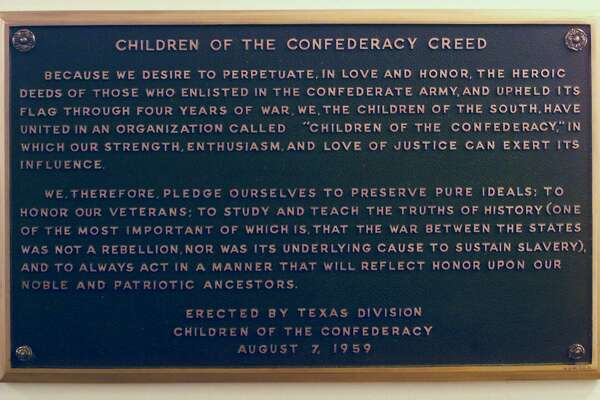 CHILDREN OF THE CONFEDERACY CREED
BECAUSE WE DESIRE TO PERPETUATE, IN LOVE AND HONOR, THE HEROIC
DEEDS OF THOSE WHO ENLISTED IN THE CONFEDERATE ARMY, AND UPHELD ITS
FLAG THROUGH FOUR YEARS OF WAR, WE, THE CHILDREN OF THE SOUTH, HAVE
UNITED IN AN ORGANIZATION CALLED "CHILDREN OF THE CONFEDERACY," IN
WHICH OUR STRENGTH, ENTHUSIASM, AND LOVE OF JUSTICE CAN EXERT ITS
INFLUENCE.
WE, THEREFORE, PLEDGE OURSELVES TO PRESERVE PURE IDEALS; TO
HONOR OUR VETERANS; TO STUDY AND TEACH THE TRUTHS OF HISTORY (ONE
OF THE MOST IMPORTANT OF WHICH IS, THAT THE WAR BETWEEN THE STATES
WAS NOT A REBELLION, NOR WAS ITS UNDERLYING CAUSE TO SUSTAIN SLAVERY),
AND TO ALWAYS ACT IN A MANNER THAT WILL REFLECT HONOR UPON OUR
NOBLE AND PATRIOTIC ANCESTORS.
ERECTED BY TEXAS DIVISION
CHILDREN OF THE CONFEDERACY
AUGUST 7, 1959